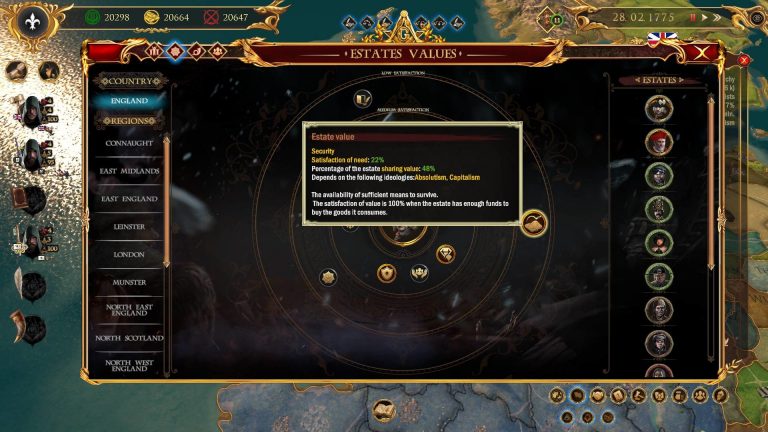 20298 20664 20647
11
28.02.1775
ESTATES VALUES
LOW SATISFACTION
COUNTRY
ESTATES
ENGLAND
MEDIUM SATISFACTION
REGIONS
Estate value
CONNAUGHT
Security
Satisfaction of need: 22%
EAST MIDLANDS
Percentage of the estate sharing value: 48%
Depends on the following ideologies:Absolutism, Capitalism
EAST ENGLAND
The availability of sufficient means to survive.
The satisfaction of value is 100% when the estate has enough funds to
buy the goods it consumes.
LEINSTER
LONDON
MUNSTER
NORTH EAST
ENGLAND
NORTH SCOTLAND
NORTH WEST
ENGLAND